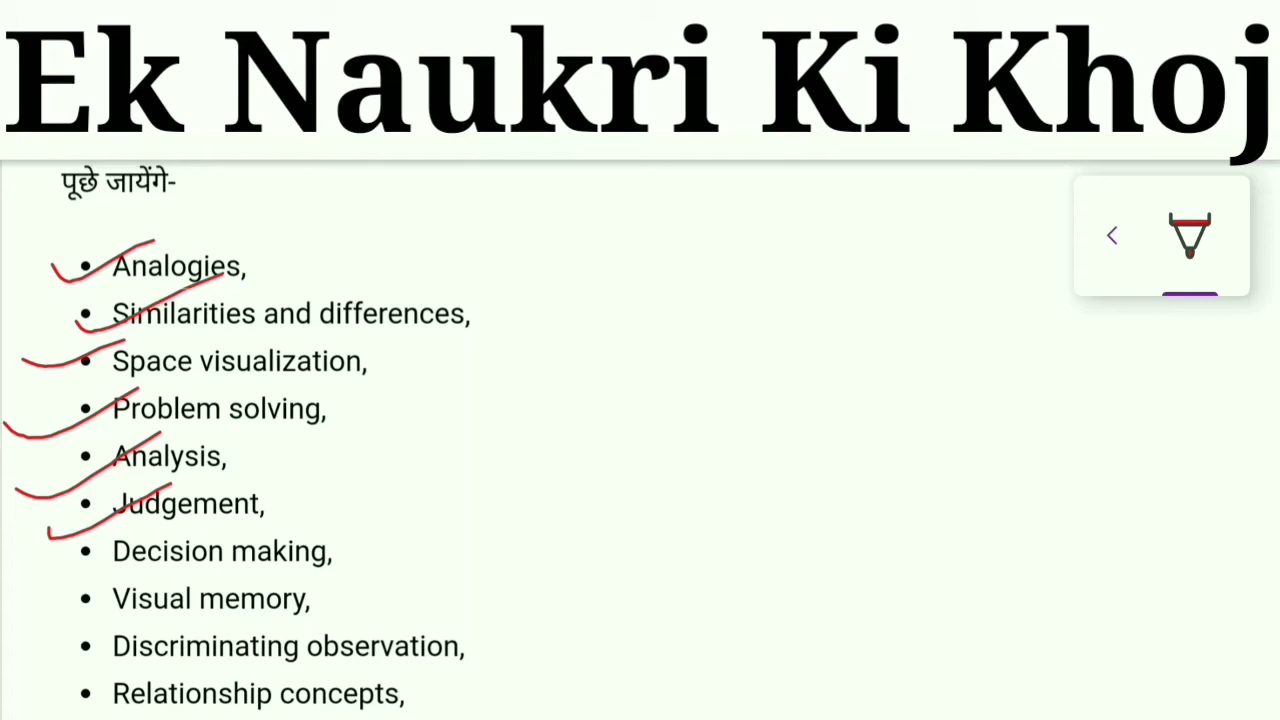 Ek Naukri Ki Khoj
पूछे जायेंगे-
• Analogies,
• Similarities and differences,
• Space visualization,
• Problem solving,
• Analysis,
• Judgement,
• Decision making,
• Visual memory,
• Discriminating observation,
• Relationship concepts,